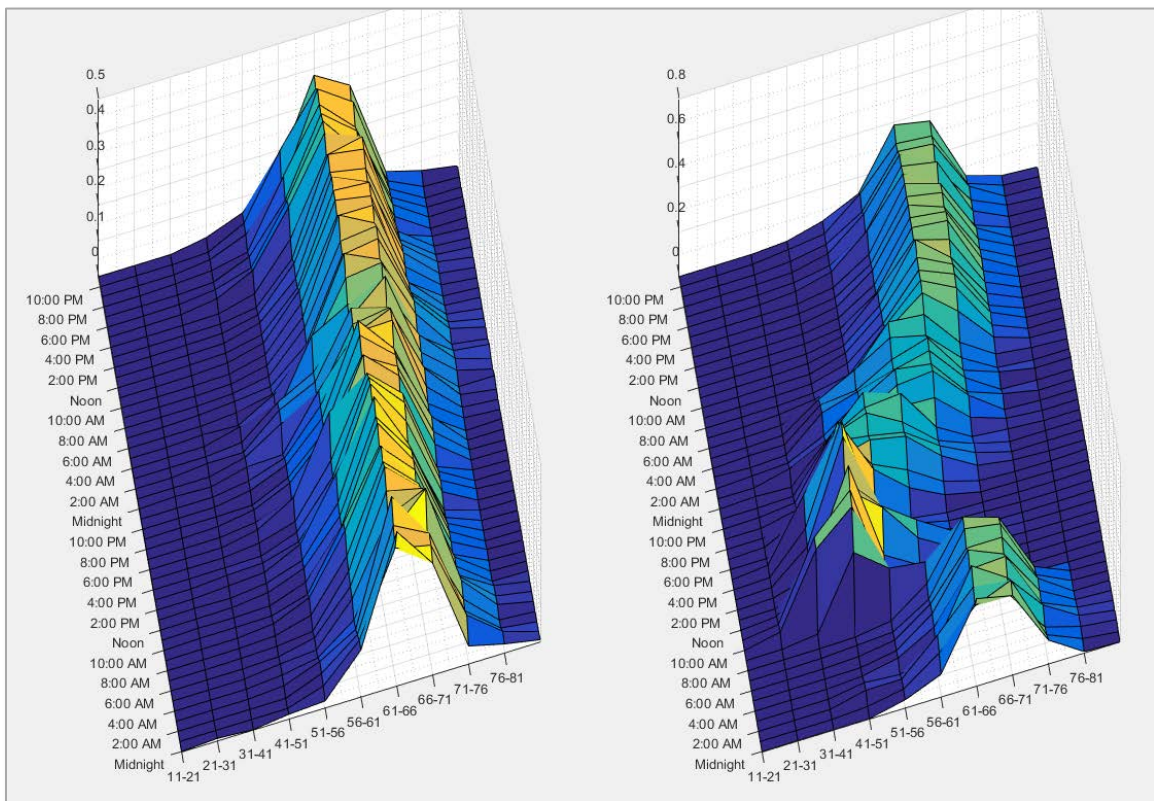 0.5
0.4
0.3
0.2
0.1
0
10:00 PM
8:00 PM
6:00 PM
4:00 PM
2:00 PM
Noon
10:00 AM
8:00 AM
6:00 AM
4:00 AM
2:00 AM
Midnight
10:00 PM
8:00 PM
6:00 PM
4:00 PM
2:00 PM
Noon
10:00 AM
8:00 AM
6:00 AM
4:00 AM
2:00 AM
Midnight
11-21
21-31
31-41
41-51
51-56
56-61
61-66
66-71
71-76
76-81
0.8
0.6
0.4
0.2
0
10:00 PM
8:00 PM
6:00 PM
4:00 PM
2:00 PM
Noon
10:00 AM
8:00 AM
6:00 AM
4:00 AM
2:00 AM
Midnight
10:00 PM
8:00 PM
6:00 PM
4:00 PM
2:00 PM
Noon
10:00 AM
8:00 AM
6:00 AM
4:00 AM
2:00 AM
Midnight
11-21
21-31
31-41
41-51
51-56
56-61
61-66
66-71
71-76
76-81